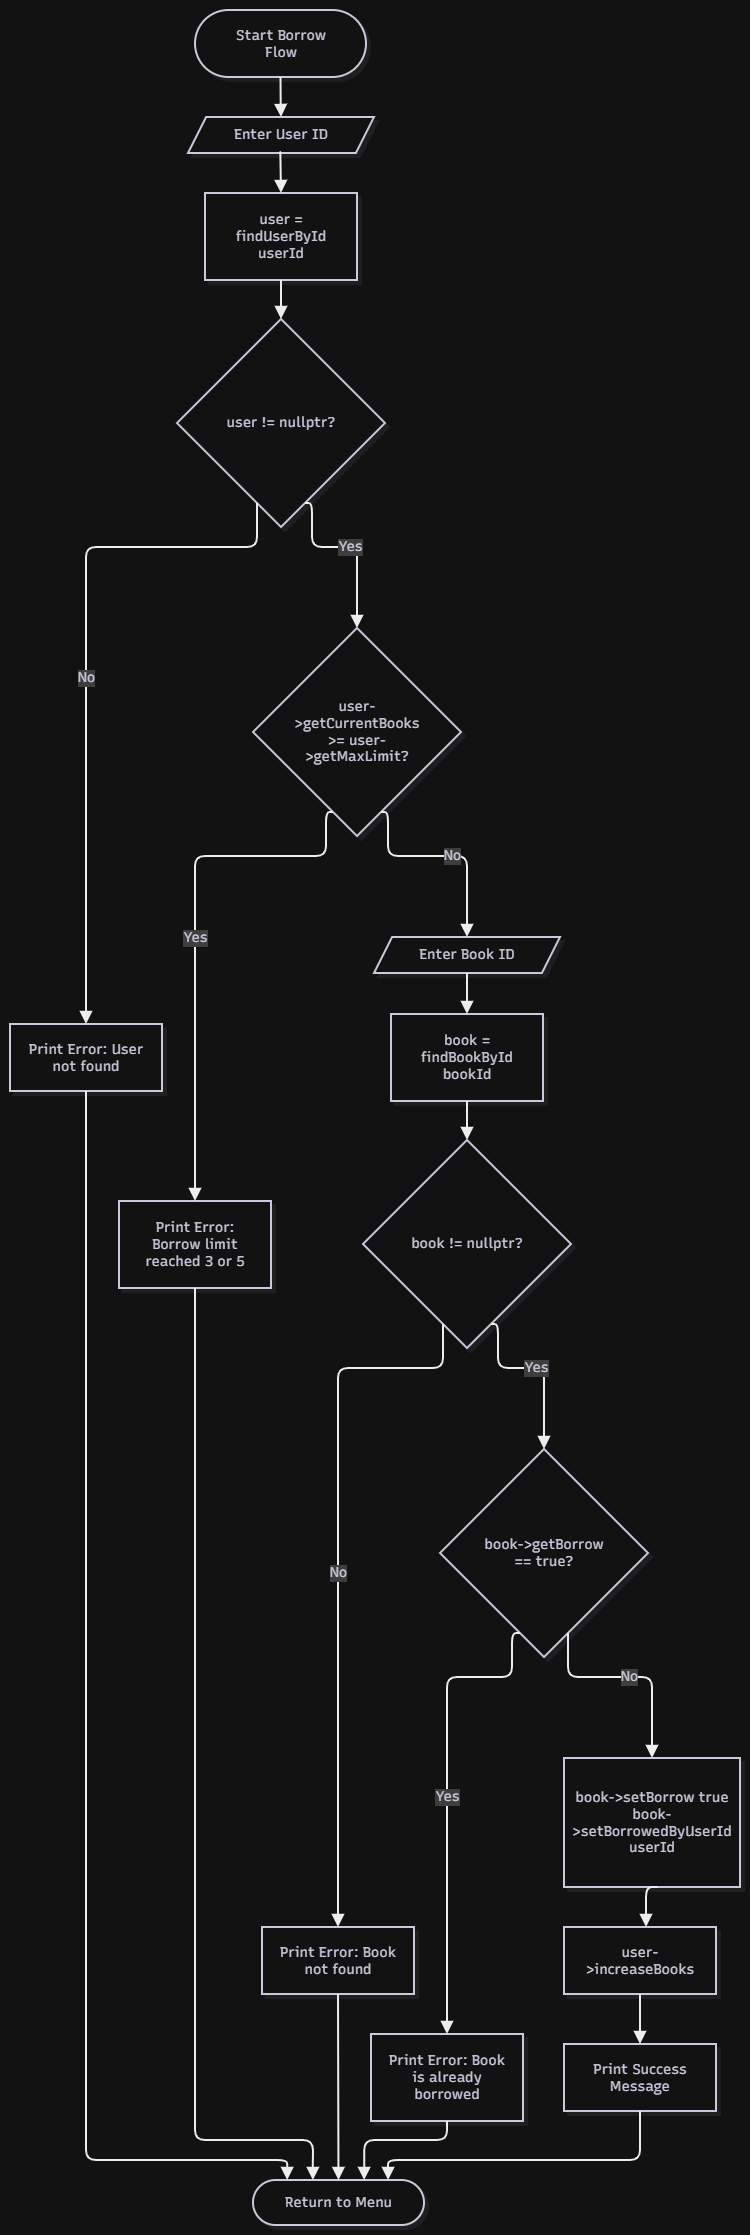 Start Borrow
Flow
Enter User ID
user =
findUserById
userId
user != nullptr?
Yes
No
user-
>getCurrentBooks
>= user-
>getMaxLimit?
No
Yes
Enter Book ID
book =
findBookById
bookId
Print Error: User
not found
Print Error:
Borrow limit
reached 3 or 5
book != nullptr?
Yes
No
book->getBorrow
== true?
No
Yes
book->setBorrow true
book-
>setBorrowedByUserId
userId
Print Error: Book
not found
user-
>increaseBooks
Print Error: Book
is already
borrowed
Print Success
Message
Return to Menu